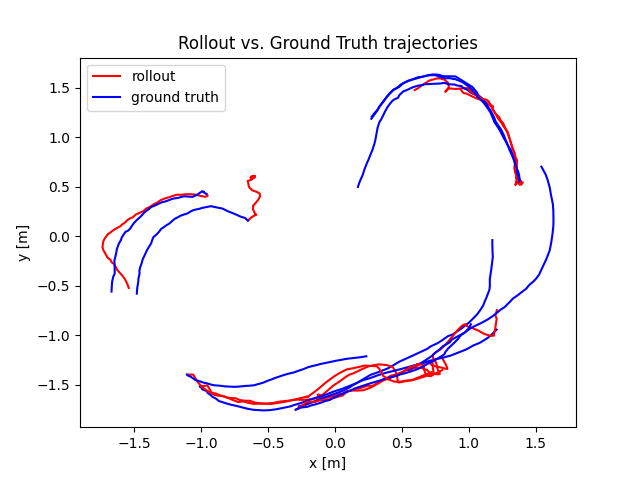 Rollout vs. Ground Truth trajectories
rollout
ground truth
1.5
1.0
0.5
0.0
−0.5
−1.0
−1.5
y [m]
−1.5 −1.0 −0.5 0.0 0.5 1.0 1.5
x [m]